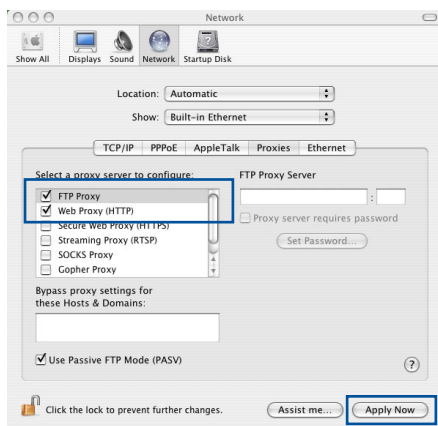 Network
Show All Displays Sound Network Startup Disk
Location: Automatic
Show: Built-in Ethernet
TCP/IP PPPoE AppleTalk Proxies Ethernet
Select a proxy server to configure: FTP Proxy Server
FTP Proxy
:
Web Proxy (HTTP)
Proxy server requires password
Secure Web Proxy (HTTPS)
Streaming Proxy (RTSP) Set Password...
SOCKS Proxy
Gopher Proxy
Bypass proxy settings for
these Hosts & Domains:
Use Passive FTP Mode (PASV) ?
Click the lock to prevent further changes. Assist me... Apply Now